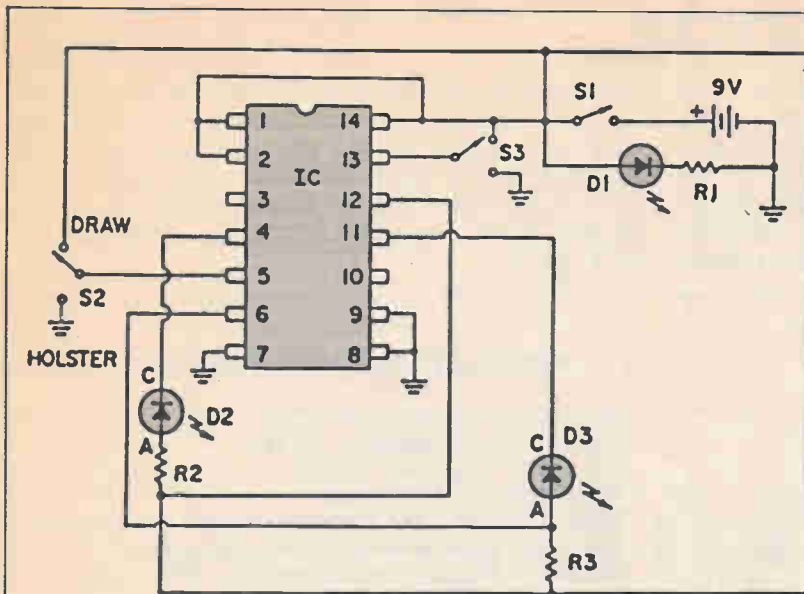 S1
9V
+
1
14
2
13
S3
IC
D1
R1
3
12
DRAW
4
11
5
10
S2
6
9
HOLSTER
7
8
C
D2
A
R2
C
D3
A
R3